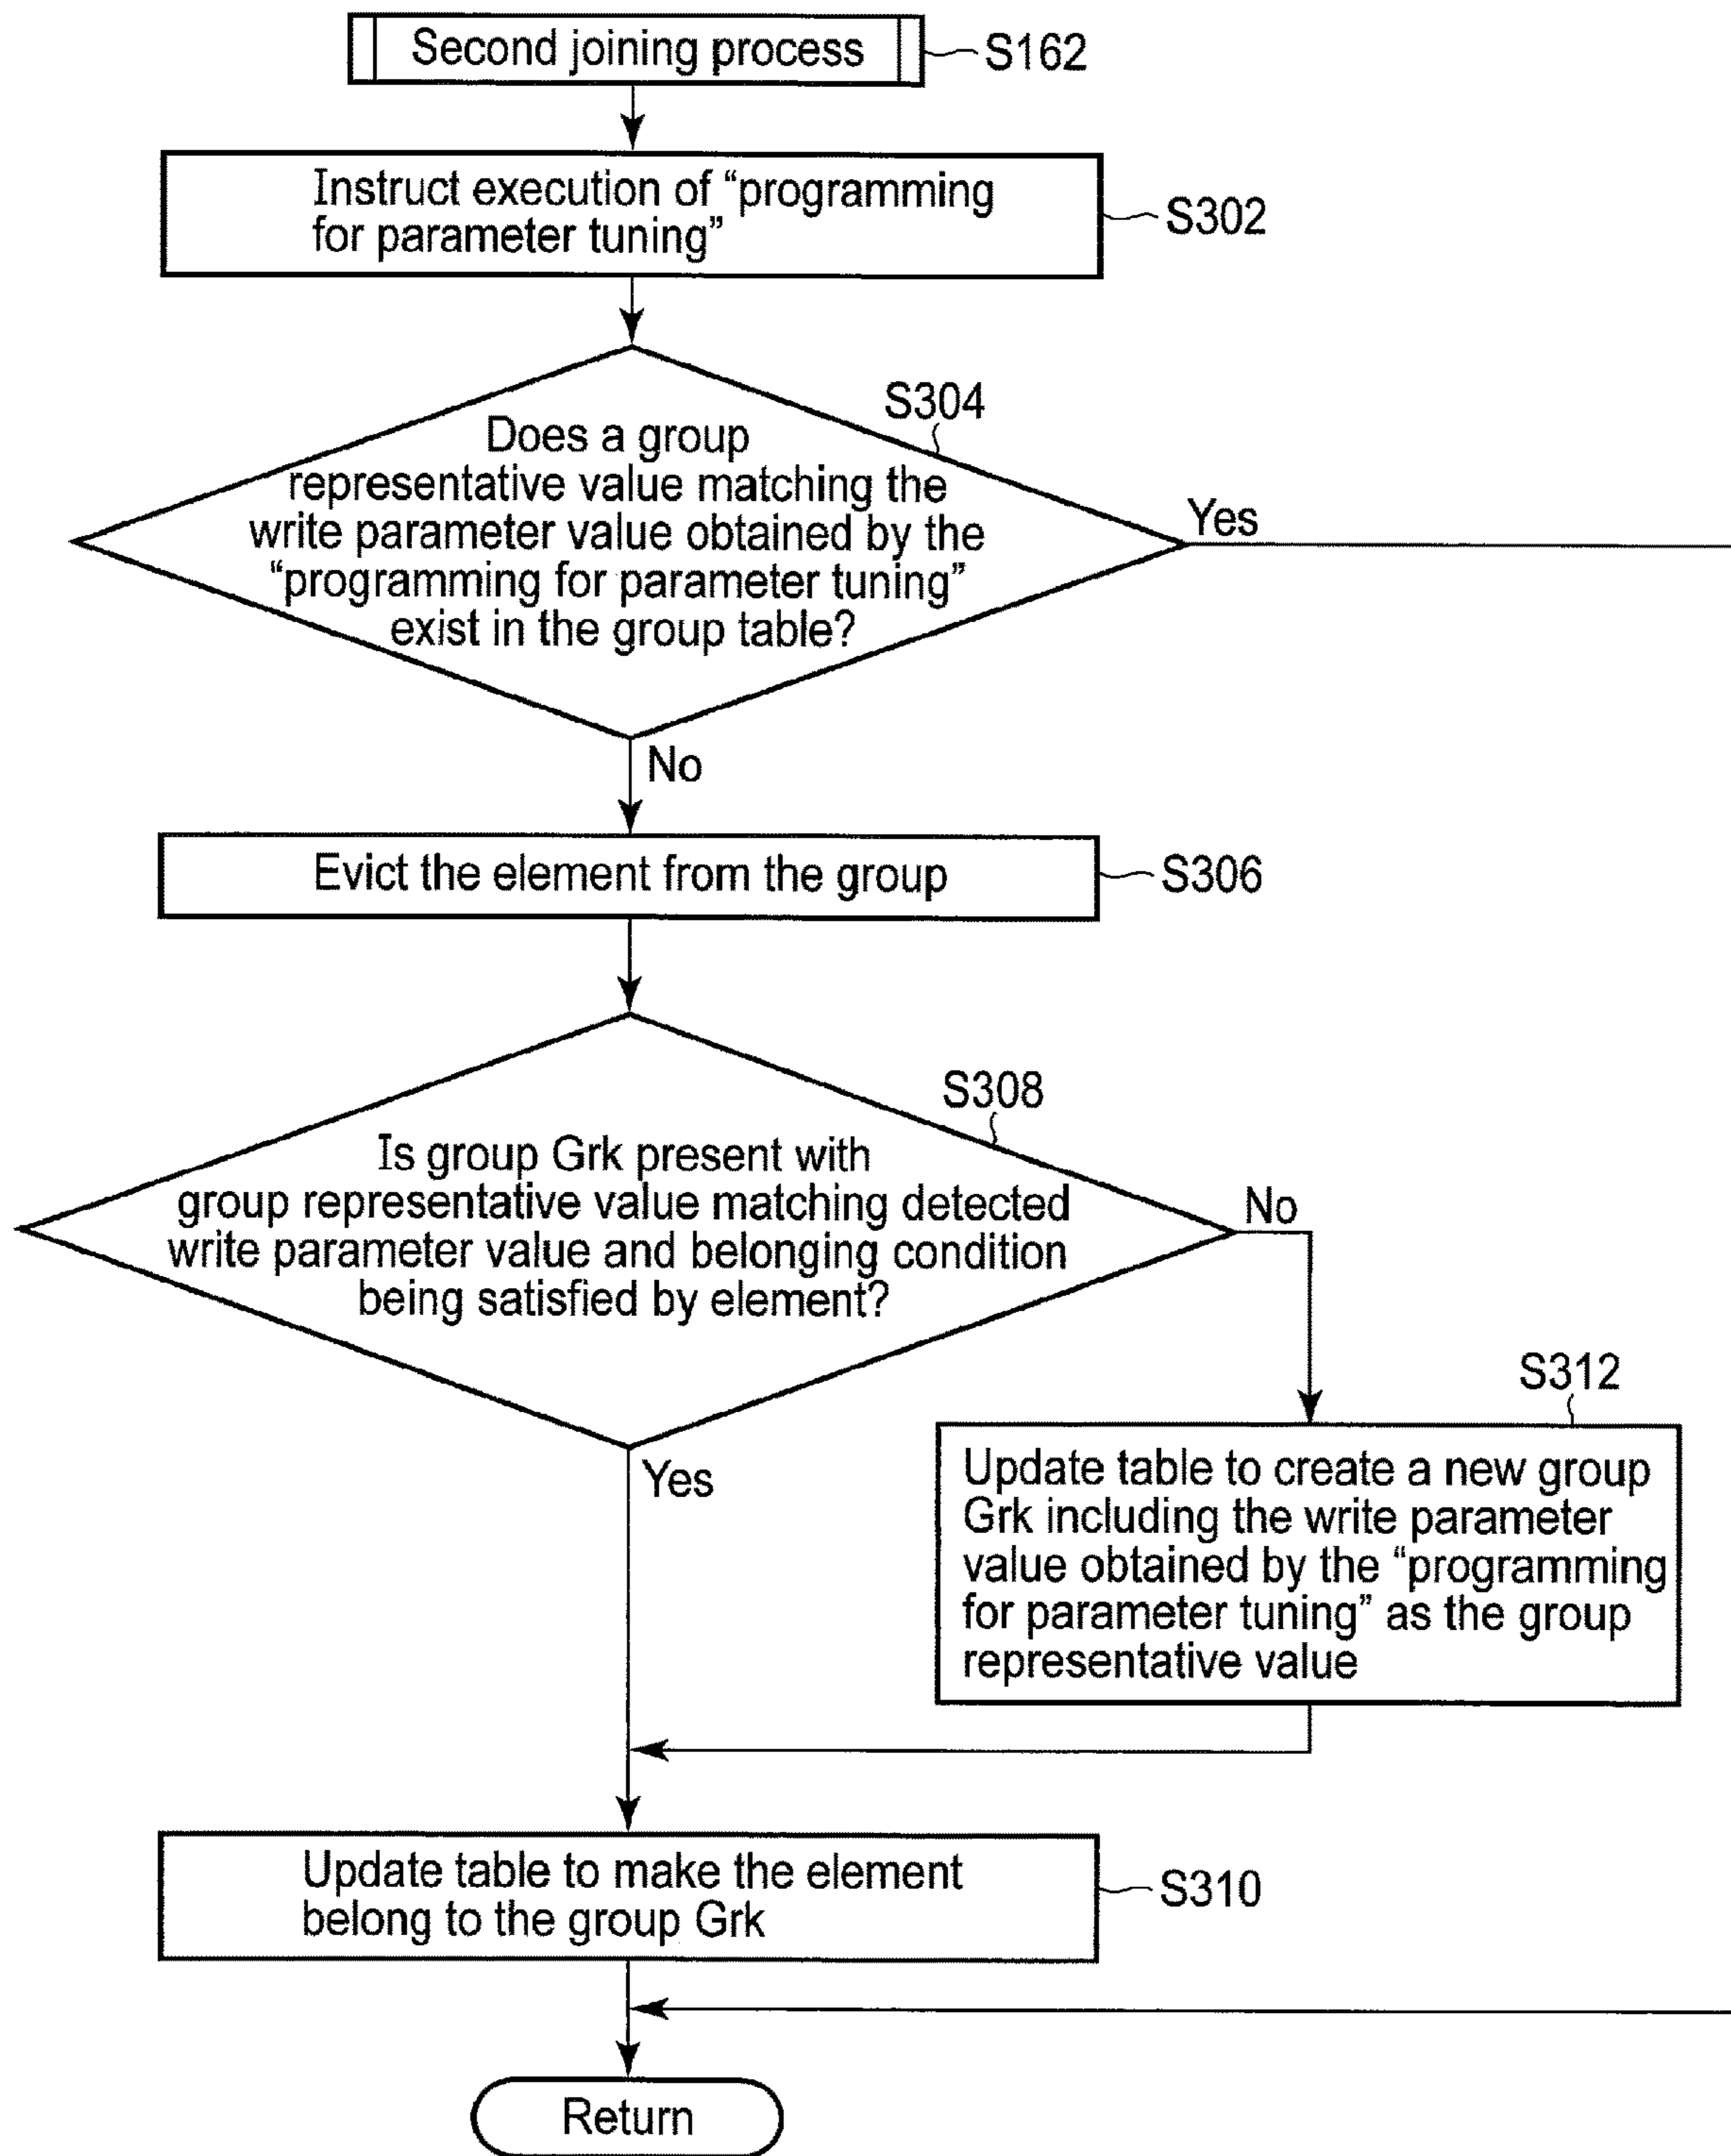 Second joining process
S162
Instruct execution of “programming
for parameter tuning”
S302
S304
Does a group
representative value matching the
write parameter value obtained by the
“programming for parameter tuning”
exist in the group table?
Yes
No
Evict the element from the group
S306
S308
Is group Grk present with
group representative value matching detected
write parameter value and belonging condition
being satisfied by element?
No
Yes
S312
Update table to create a new group
Grk including the write parameter
value obtained by the “programming
for parameter tuning” as the group
representative value
Update table to make the element
belong to the group Grk
S310
Return